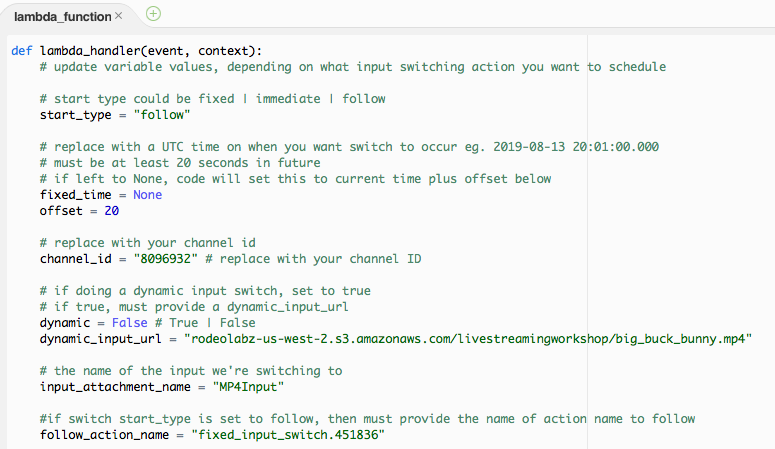 lambda_function ×
def lambda_handler(event, context):
# update variable values, depending on what input switching action you want to schedule
# start type could be fixed | immediate | follow
start_type = "follow"
# replace with a UTC time on when you want switch to occur eg. 2019-08-13 20:01:00.000
# must be at least 20 seconds in future
# if left to None, code will set this to current time plus offset below
fixed_time = None
offset = 20
# replace with your channel id
channel_id = "8096932" # replace with your channel ID
# if doing a dynamic input switch, set to true
# if true, must provide a dynamic_input_url
dynamic = False # True | False
dynamic_input_url = "rodeolabz-us-west-2.s3.amazonaws.com/livestreamingworkshop/big_buck_bunny.mp4"
# the name of the input we're switching to
input_attachment_name = "MP4Input"
#if switch start_type is set to follow, then must provide the name of action name to follow
follow_action_name = "fixed_input_switch.451836"